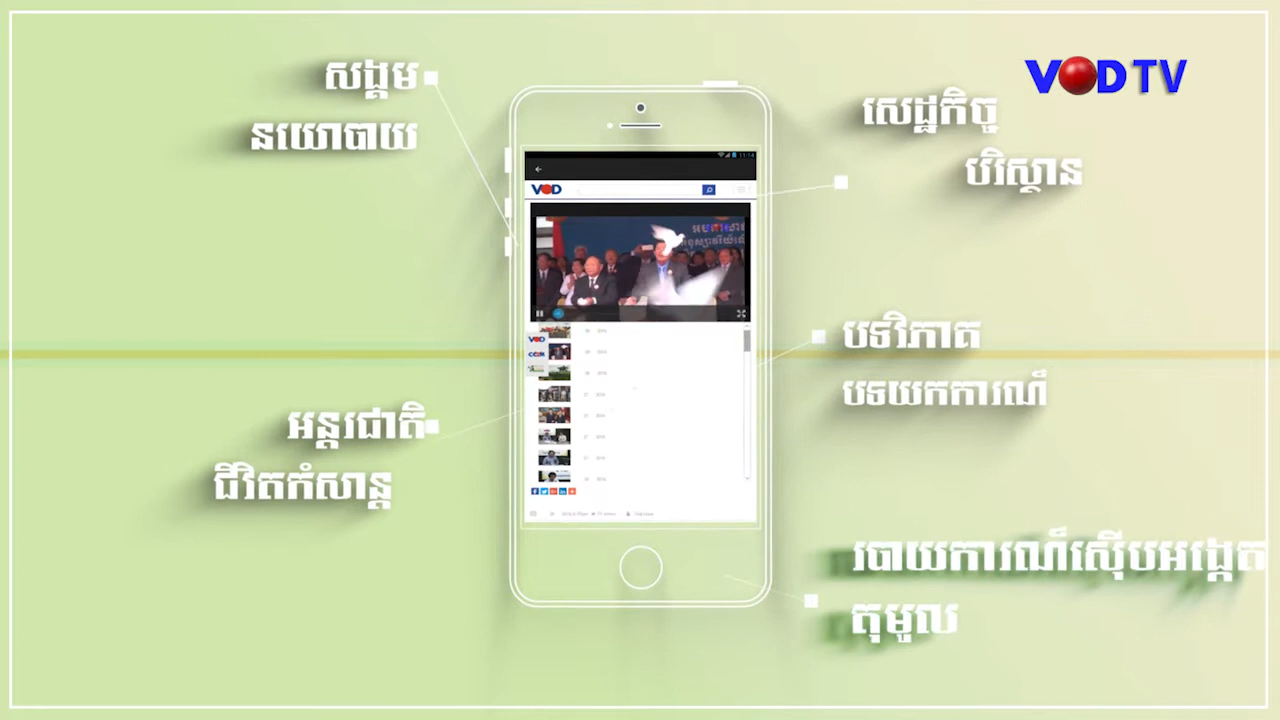 VOD TV
សង្គម
នយោបាយ
សេដ្ឋកិច្ច
បរិស្ថាន
11:14
VOD
បទវិភាគ
បទយកការណ៍
អន្តរជាតិ
ជីវិតកំសាន្ត
របាយការណ៍ស៊ើបអង្កេត
តុមូល